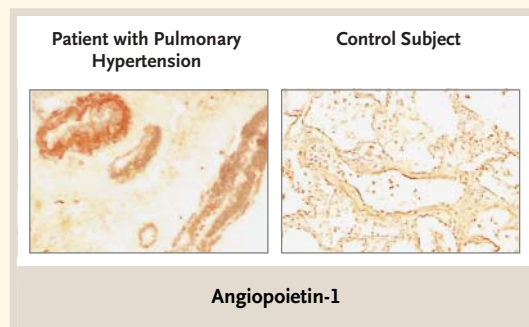 Patient with Pulmonary
Hypertension
Control Subject
Angiopoietin-1